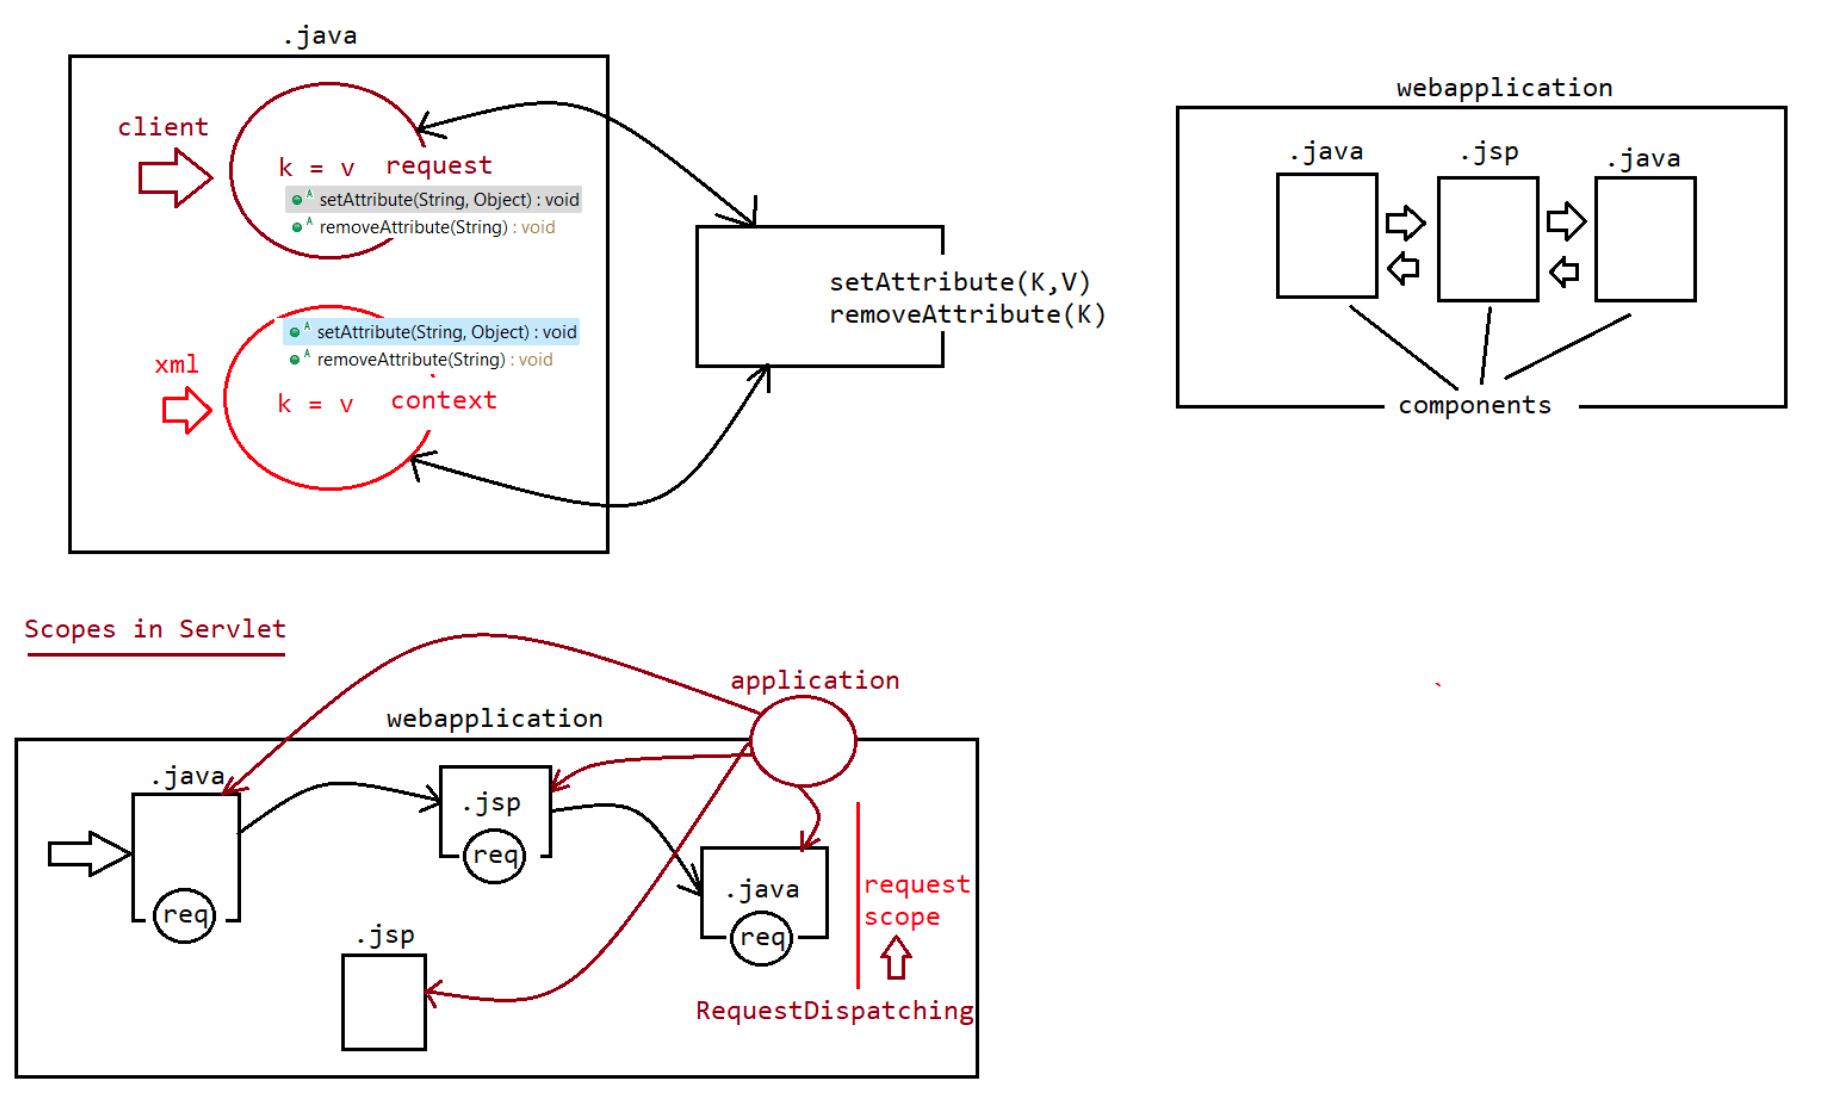 .java
client
k = v request
A setAttribute(String, Object) : void
A removeAttribute(String) : void
A setAttribute(String, Object) : void
A removeAttribute(String) : void
xml
k = v context
setAttribute(K,V)
removeAttribute(K)
webapplication
.java
.jsp
.java
components
Scopes in Servlet
application
webapplication
.java
req
.jsp
req
.java
req
.jsp
request
scope
RequestDispatching